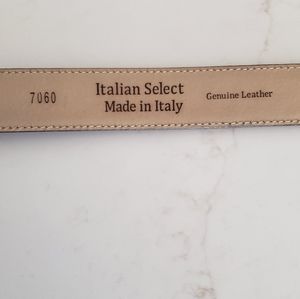 7060
Italian Select
Made in Italy
Genuine Leather